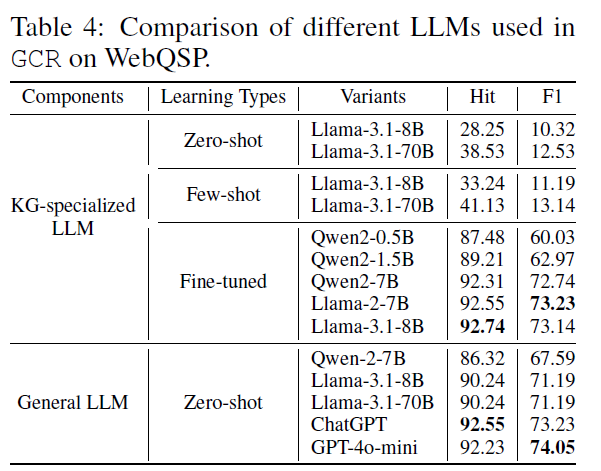 Table 4: Comparison of different LLMs used in
GCR on WebQSP.
Components Learning Types Variants Hit F1
KG-specialized LLM Zero-shot Llama-3.1-8B 28.25 10.32
Llama-3.1-70B 38.53 12.53
Few-shot Llama-3.1-8B 33.24 11.19
Llama-3.1-70B 41.13 13.14
Fine-tuned Qwen2-0.5B 87.48 60.03
Qwen2-1.5B 89.21 62.97
Qwen2-7B 92.31 72.74
Llama-2-7B 92.55 73.23
Llama-3.1-8B 92.74 73.14
General LLM Zero-shot Qwen-2-7B 86.32 67.59
Llama-3.1-8B 90.24 71.19
Llama-3.1-70B 90.24 71.19
ChatGPT 92.55 73.23
GPT-4o-mini 92.23 74.05